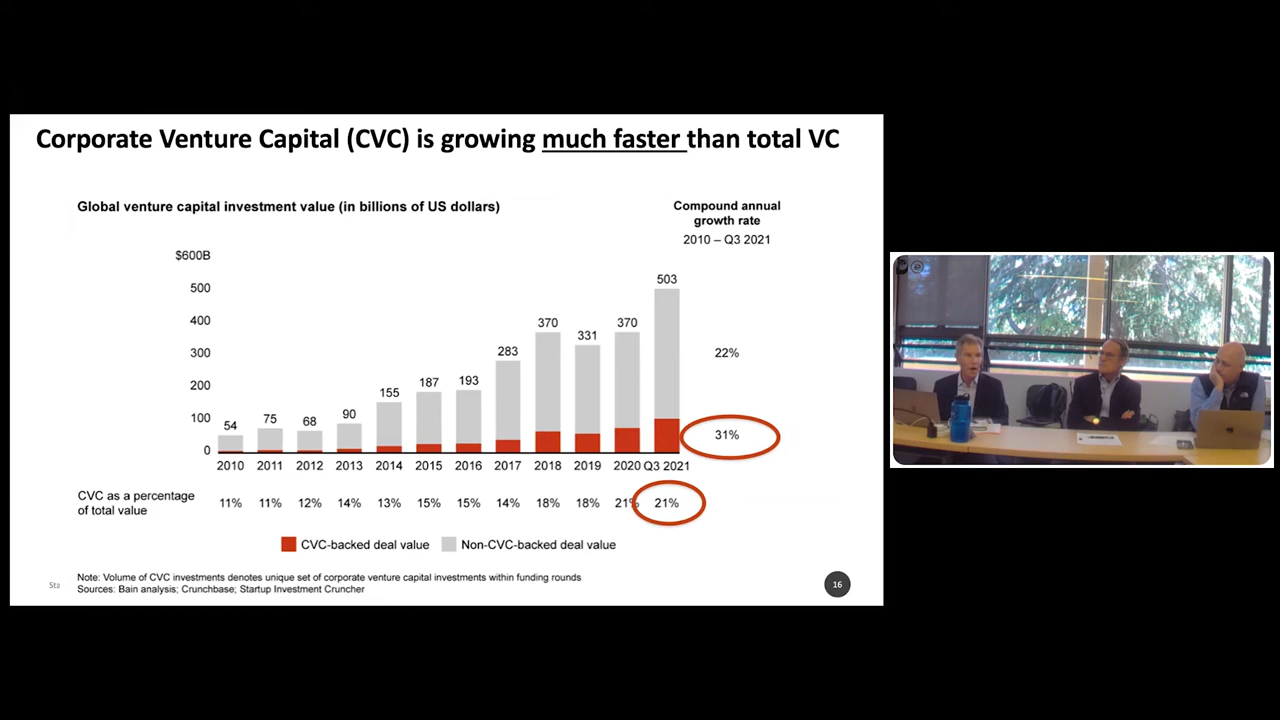 Corporate Venture Capital (CVC) is growing much faster than total VC
Global venture capital investment value (in billions of US dollars)
Compound annual
growth rate
2010 – Q3 2021
$600B
500
400
300
200
100
0
54
75
68
90
155
187
193
283
370
331
370
503
22%
31%
2010 2011 2012 2013 2014 2015 2016 2017 2018 2019 2020 Q3 2021
CVC as a percentage
of total value
11% 11% 12% 14% 13% 15% 15% 14% 18% 18% 21% 21%
CVC-backed deal value Non-CVC-backed deal value
Note: Volume of CVC investments denotes unique set of corporate venture capital investments within funding rounds
Sources: Bain analysis; Crunchbase; Startup Investment Cruncher
Sta
16